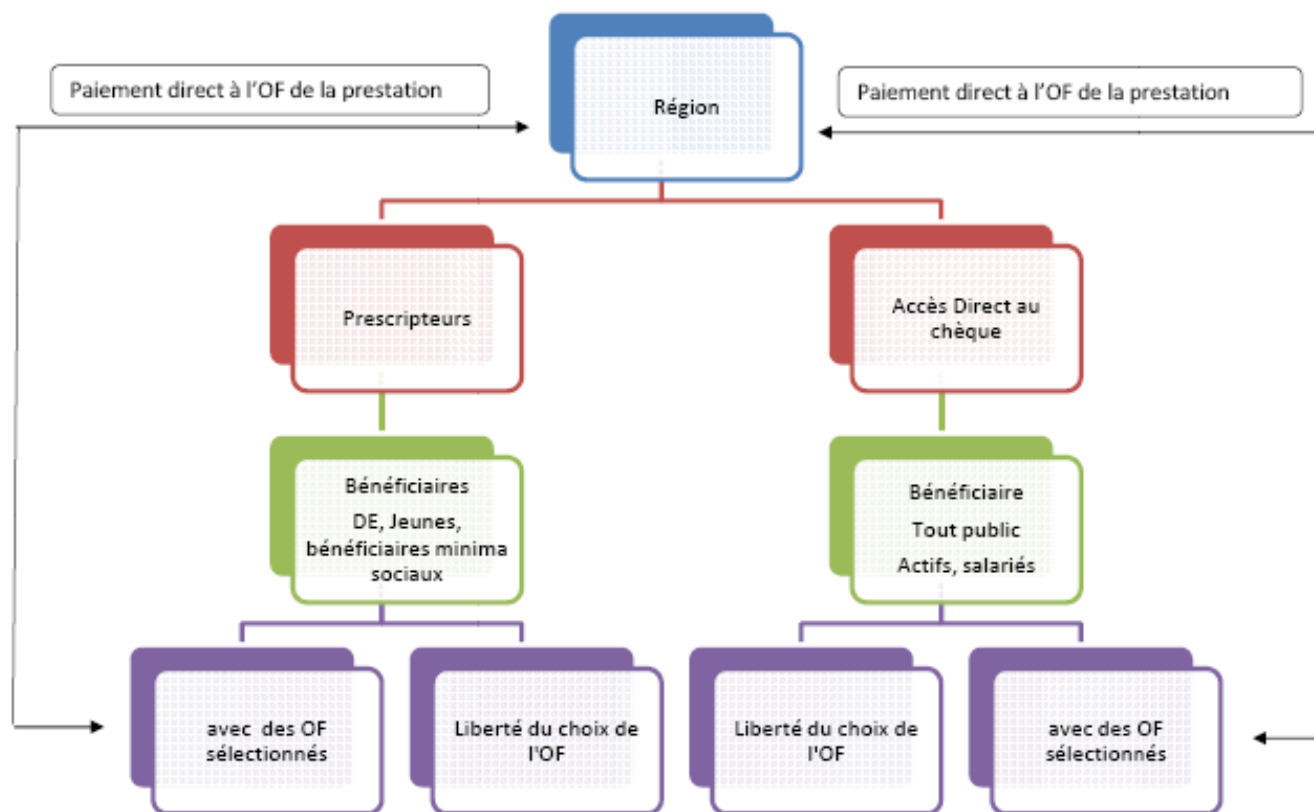 Paiement direct à l'OF de la prestation
Région
Paiement direct à l'OF de la prestation
Prescripteurs
Accès Direct au
chèque
Bénéficiaires
DE, Jeunes,
bénéficiaires minima
sociaux
Bénéficiaire
Tout public
Actifs, salariés
avec des OF
sélectionnés
Liberté du choix de
l'OF
Liberté du choix de
l'OF
avec des OF
sélectionnés